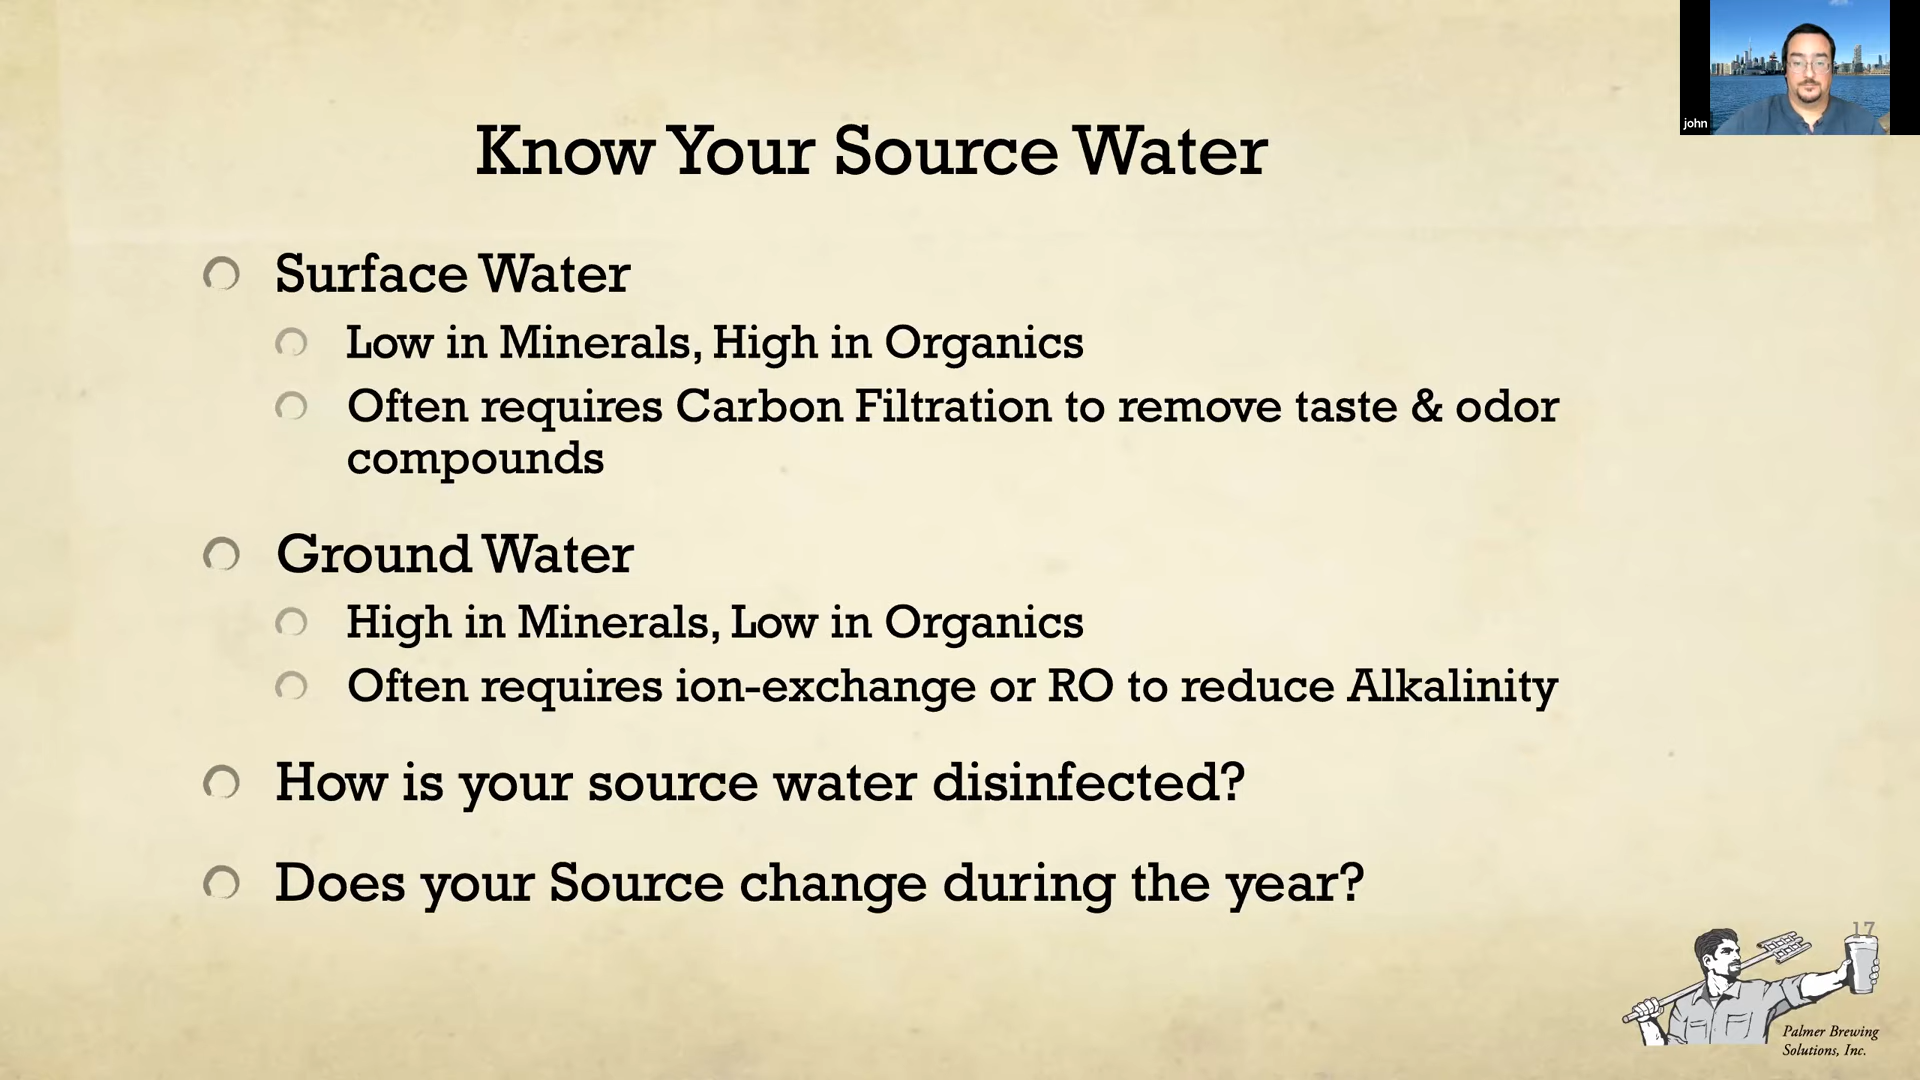 john
Know Your Source Water
Surface Water
Low in Minerals, High in Organics
Often requires Carbon Filtration to remove taste & odor
compounds
Ground Water
High in Minerals, Low in Organics
Often requires ion-exchange or RO to reduce Alkalinity
How is your source water disinfected?
Does your Source change during the year?
17
Palmer Brewing
Solutions, Inc.